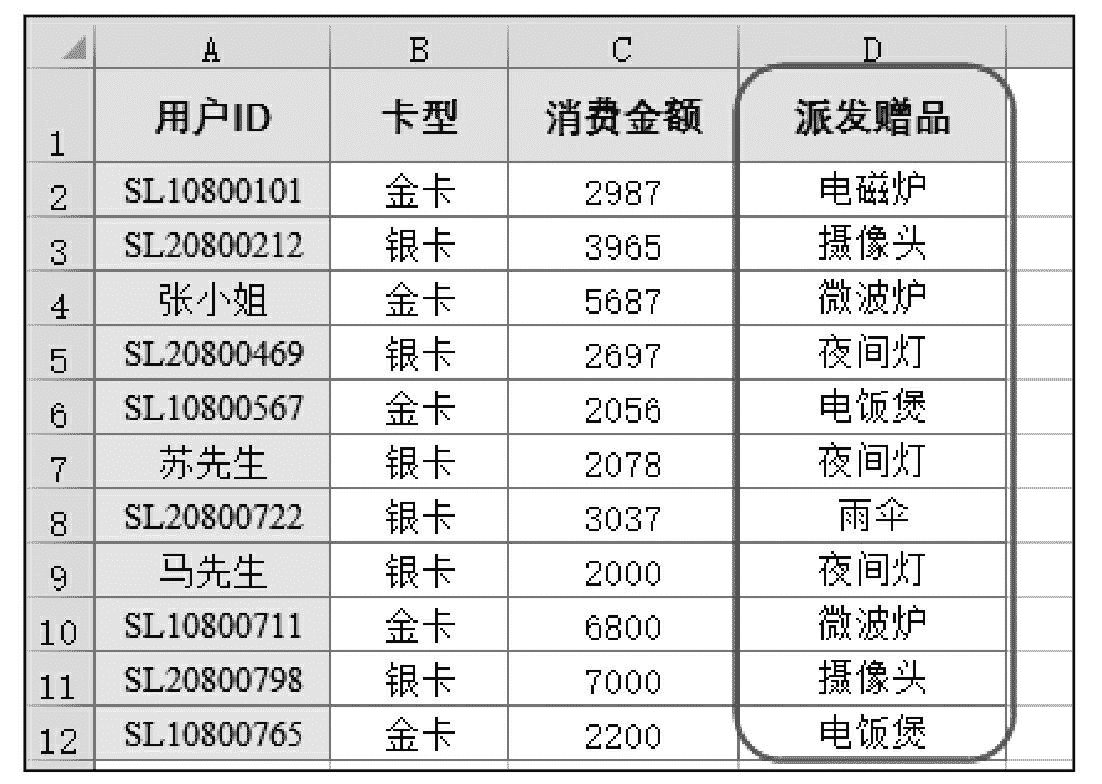 A B C D
1 用户ID 卡型 消费金额 派发赠品
2 SL10800101 金卡 2987 电磁炉
3 SL20800212 银卡 3965 摄像头
4 张小姐 金卡 5687 微波炉
5 SL20800469 银卡 2697 夜间灯
6 SL10800567 金卡 2056 电饭煲
7 苏先生 银卡 2078 夜间灯
8 SL20800722 银卡 3037 雨伞
9 马先生 银卡 2000 夜间灯
10 SL10800711 金卡 6800 微波炉
11 SL20800798 银卡 7000 摄像头
12 SL10800765 金卡 2200 电饭煲